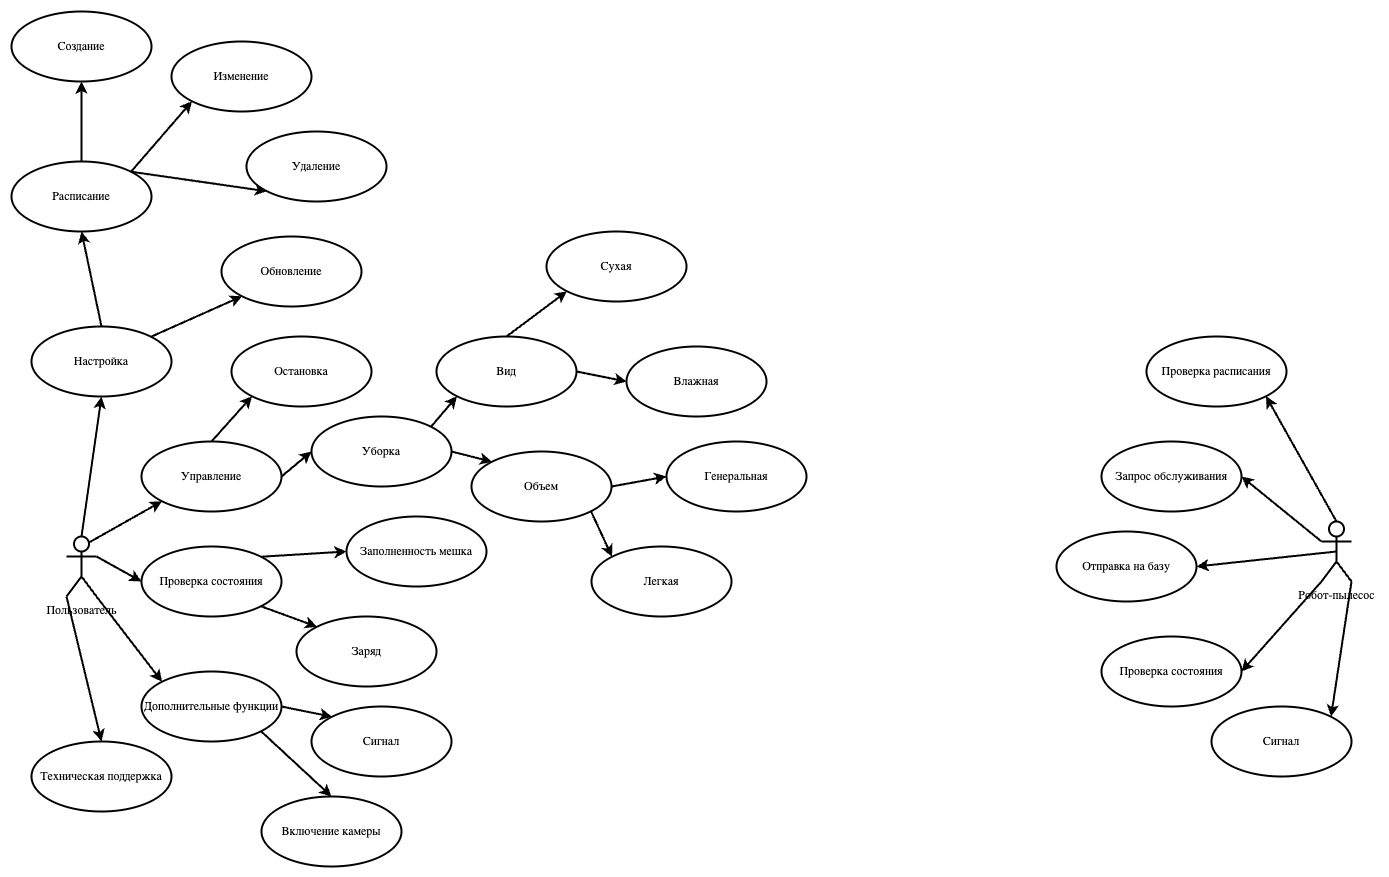 Создание
Изменение
Удаление
Расписание
Обновление
Сухая
Настройка
Остановка
Вид
Влажная
Проверка расписания
Управление
Уборка
Объем
Генеральная
Запрос обслуживания
Проверка состояния
Заполненность мешка
Легкая
Отправка на базу
Пользователь
Робот-пылесос
Заряд
Проверка состояния
Дополнительные функции
Сигнал
Сигнал
Техническая поддержка
Включение камеры